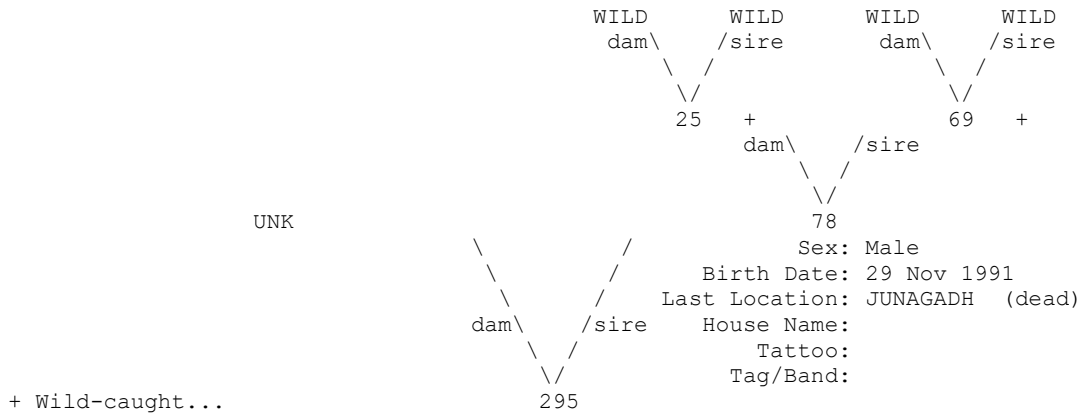 WILD WILD WILD WILD
dam\ /sire dam\ /sire
\ / \ /
\/ \/
25 + 69 +
dam\ /sire
\ /
\/
UNK 78
\ / Sex: Male
\ / Birth Date: 29 Nov 1991
\ / Last Location: JUNAGADH (dead)
dam\ /sire House Name:
\ / Tattoo:
\/ Tag/Band:
+ Wild-caught... 295